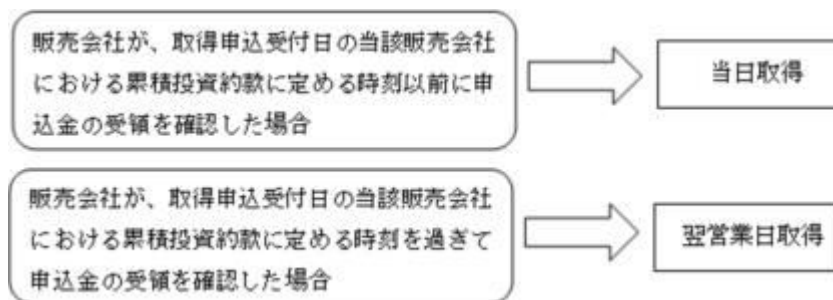 販売会社が、取得申込受付日の当該販売会社
における累積投資約款に定める時刻以前に申
込金の受領を確認した場合
当日取得
販売会社が、取得申込受付日の当該販売会社
における累積投資約款に定める時刻を過ぎて
申込金の受領を確認した場合
翌営業日取得